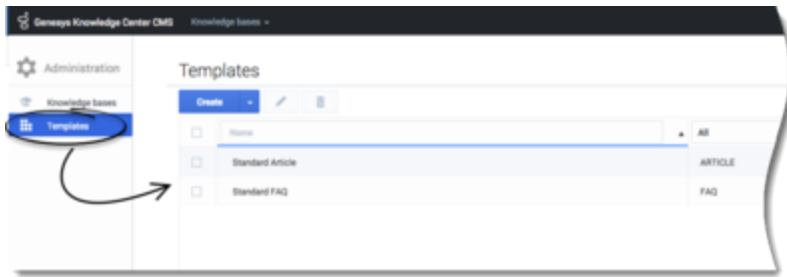 Genesys Knowledge Center CMS Knowledge bases
Administration
Templates
Knowledge bases
Create
Templates
Name All
Standard Article ARTICLE
Standard FAQ FAQ